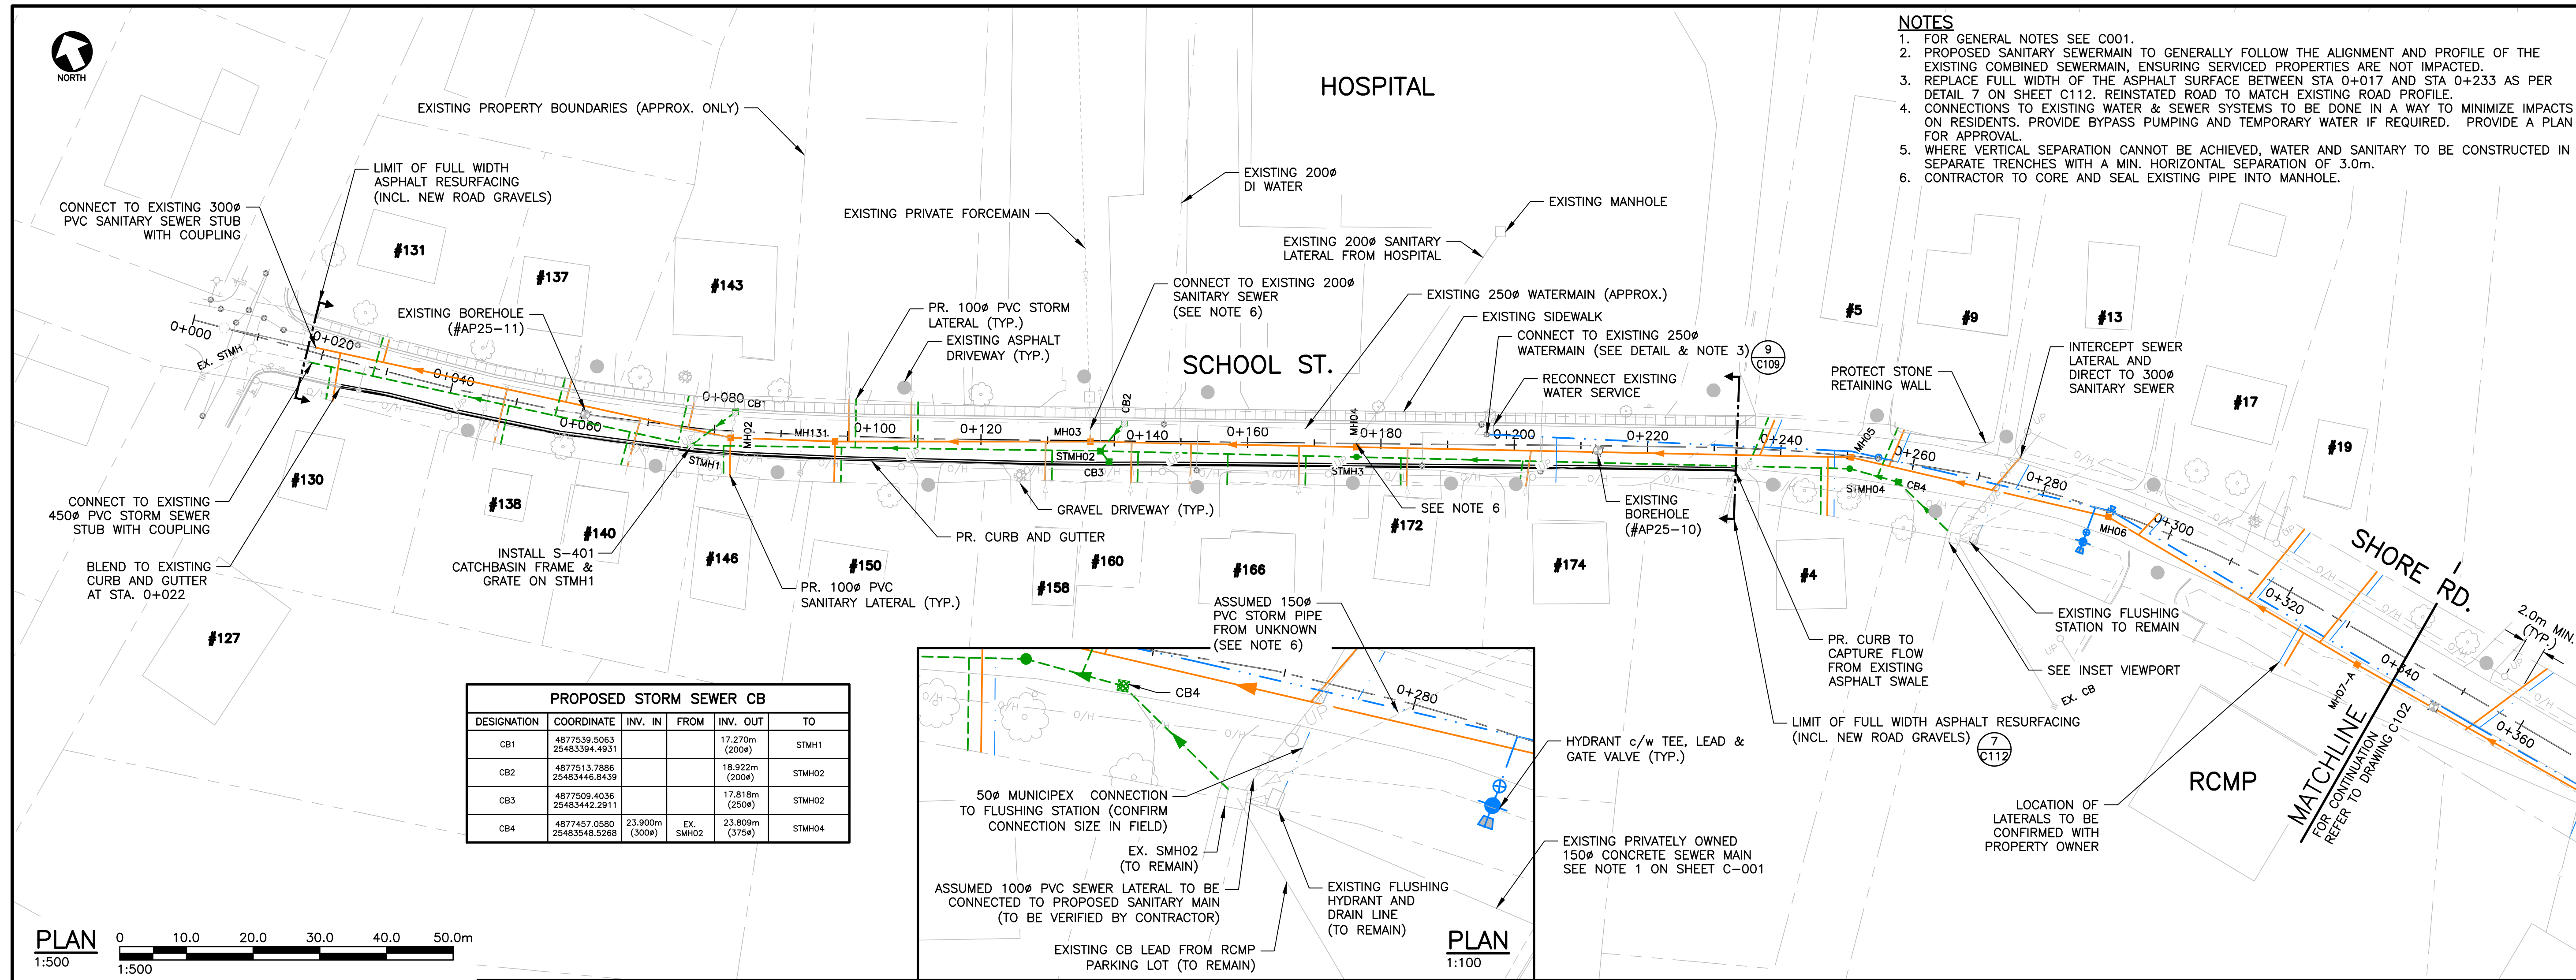 NORTH
NOTES
1. FOR GENERAL NOTES SEE C001.
2. PROPOSED SANITARY SEWERMAIN TO GENERALLY FOLLOW THE ALIGNMENT AND PROFILE OF THE
EXISTING COMBINED SEWERMAIN, ENSURING SERVICED PROPERTIES ARE NOT IMPACTED.
3. REPLACE FULL WIDTH OF THE ASPHALT SURFACE BETWEEN STA 0+017 AND STA 0+233 AS PER
DETAIL 7 ON SHEET C112. REINSTATED ROAD TO MATCH EXISTING ROAD PROFILE.
4. CONNECTIONS TO EXISTING WATER & SEWER SYSTEMS TO BE DONE IN A WAY TO MINIMIZE IMPACTS
ON RESIDENTS. PROVIDE BYPASS PUMPING AND TEMPORARY WATER IF REQUIRED. PROVIDE A PLAN
FOR APPROVAL.
5. WHERE VERTICAL SEPARATION CANNOT BE ACHIEVED, WATER AND SANITARY TO BE CONSTRUCTED IN
SEPARATE TRENCHES WITH A MIN. HORIZONTAL SEPARATION OF 3.0m.
6. CONTRACTOR TO CORE AND SEAL EXISTING PIPE INTO MANHOLE.
HOSPITAL
EXISTING PROPERTY BOUNDARIES (APPROX. ONLY)
LIMIT OF FULL WIDTH
ASPHALT RESURFACING
(INCL. NEW ROAD GRAVELS)
CONNECT TO EXISTING 300ø
PVC SANITARY SEWER STUB
WITH COUPLING
EXISTING 200ø
DI WATER
EXISTING PRIVATE FORCEMAIN
EXISTING MANHOLE
EXISTING 200ø SANITARY
LATERAL FROM HOSPITAL
#131
#137
#143
EXISTING BOREHOLE
(#AP25-11)
PR. 100ø PVC STORM
LATERAL (TYP.)
EXISTING ASPHALT
DRIVEWAY (TYP.)
CONNECT TO EXISTING 200ø
SANITARY SEWER
(SEE NOTE 6)
EXISTING 250ø WATERMAIN (APPROX.)
EXISTING SIDEWALK
CONNECT TO EXISTING 250ø
WATERMAIN (SEE DETAIL & NOTE 3)
9
C109
RECONNECT EXISTING
WATER SERVICE
SCHOOL ST.
#5
#9
#13
#17
#19
PROTECT STONE
RETAINING WALL
INTERCEPT SEWER
LATERAL AND
DIRECT TO 300ø
SANITARY SEWER
0+000
EX. STMH
0+020
0+040
0+060
0+080
CB1
MH02
STMH1
MH131
0+100
0+120
MH03
CB2
0+140
STMH02
CB3
0+160
MH04
0+180
STMH3
0+200
0+220
0+240
MH05
STMH04
0+260
CB4
0+280
MH06
0+300
0+320
0+340
MH07-A
0+360
SHORE RD.
2.0m MIN.
(TYP.)
CONNECT TO EXISTING
450ø PVC STORM SEWER
STUB WITH COUPLING
BLEND TO EXISTING
CURB AND GUTTER
AT STA. 0+022
#127
#130
#138
#140
#146
#150
#158
#160
#166
#172
#174
#4
INSTALL S-401
CATCHBASIN FRAME &
GRATE ON STMH1
PR. 100ø PVC
SANITARY LATERAL (TYP.)
PR. CURB AND GUTTER
GRAVEL DRIVEWAY (TYP.)
SEE NOTE 6
EXISTING
BOREHOLE
(#AP25-10)
PR. CURB TO
CAPTURE FLOW
FROM EXISTING
ASPHALT SWALE
LIMIT OF FULL WIDTH ASPHALT RESURFACING
(INCL. NEW ROAD GRAVELS)
7
C112
EXISTING FLUSHING
STATION TO REMAIN
SEE INSET VIEWPORT
EX. CB
RCMP
LOCATION OF
LATERALS TO BE
CONFIRMED WITH
PROPERTY OWNER
MATCHLINE
FOR CONTINUATION
REFER TO DRAWING C102
PROPOSED STORM SEWER CB
DESIGNATION COORDINATE INV. IN FROM INV. OUT TO
CB1 4877539.5063 25483394.4931 17.270m (200ø) STMH1
CB2 4877513.7886 25483446.8439 18.922m (200ø) STMH02
CB3 4877509.4036 25483442.2911 17.818m (250ø) STMH02
CB4 4877457.0580 25483548.5268 23.900m (300ø) EX. SMH02 23.809m (375ø) STMH04
ASSUMED 150ø
PVC STORM PIPE
FROM UNKNOWN
(SEE NOTE 6)
CB4
0+280
O/H
UP
HYDRANT c/w TEE, LEAD &
GATE VALVE (TYP.)
50ø MUNICIPEX CONNECTION
TO FLUSHING STATION (CONFIRM
CONNECTION SIZE IN FIELD)
EX. SMH02
(TO REMAIN)
ASSUMED 100ø PVC SEWER LATERAL TO BE
CONNECTED TO PROPOSED SANITARY MAIN
(TO BE VERIFIED BY CONTRACTOR)
EXISTING CB LEAD FROM RCMP
PARKING LOT (TO REMAIN)
EXISTING FLUSHING
HYDRANT AND
DRAIN LINE
(TO REMAIN)
EXISTING PRIVATELY OWNED
150ø CONCRETE SEWER MAIN
SEE NOTE 1 ON SHEET C-001
PLAN
1:100
PLAN
1:500
0 10.0 20.0 30.0 40.0 50.0m
1:500